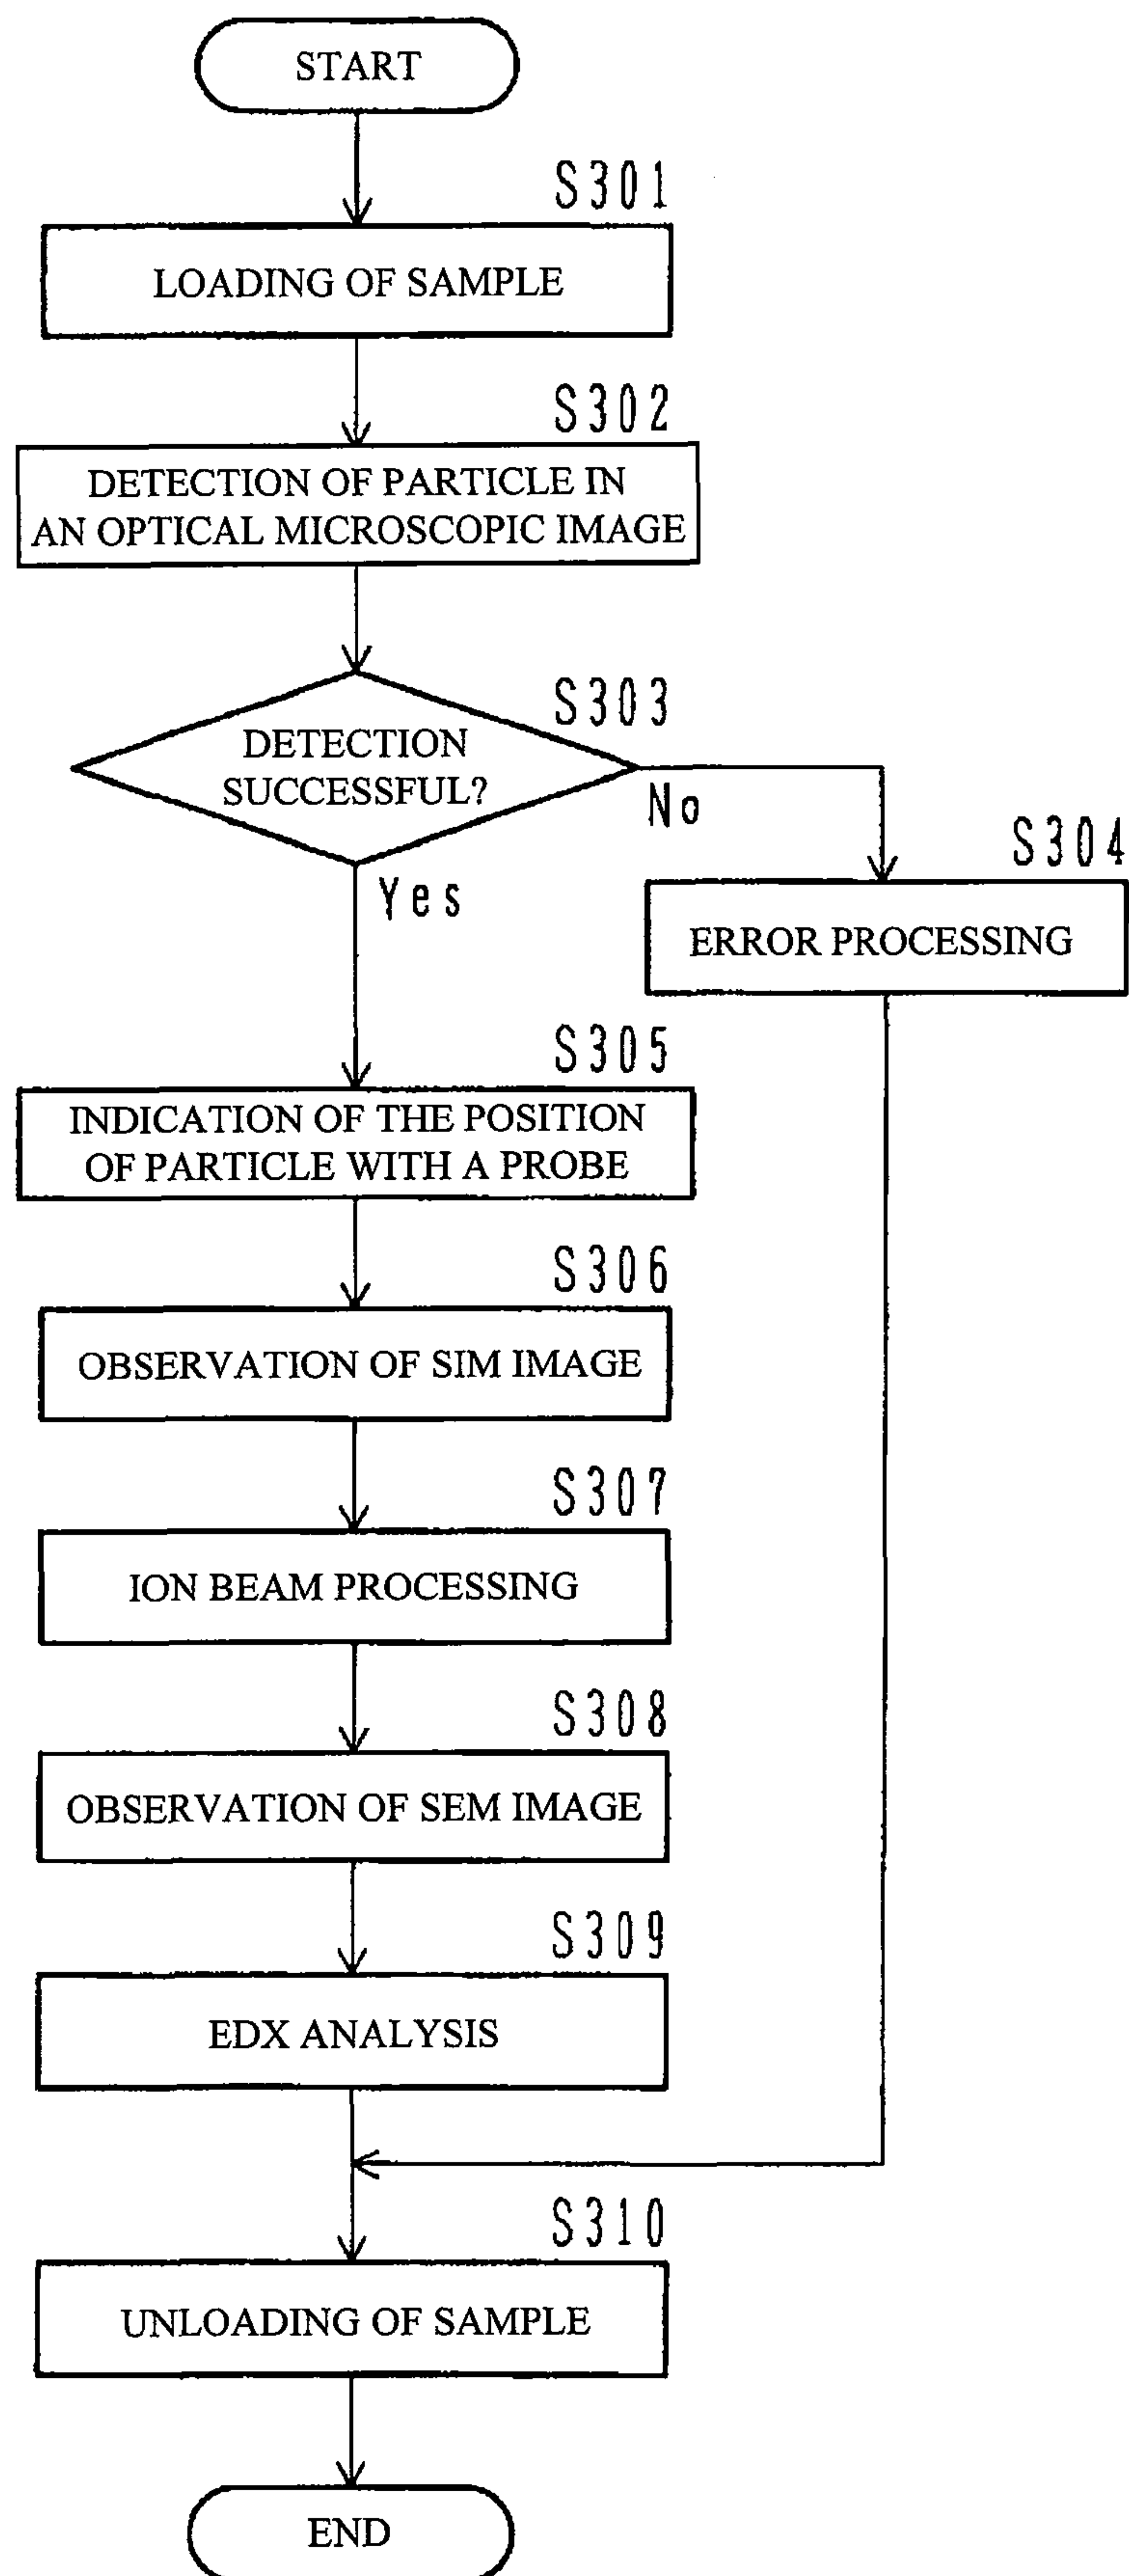 START
S301
LOADING OF SAMPLE
S302
DETECTION OF PARTICLE IN
AN OPTICAL MICROSCOPIC IMAGE
S303
DETECTION
SUCCESSFUL?
No
Yes
S304
ERROR PROCESSING
S305
INDICATION OF THE POSITION
OF PARTICLE WITH A PROBE
S306
OBSERVATION OF SIM IMAGE
S307
ION BEAM PROCESSING
S308
OBSERVATION OF SEM IMAGE
S309
EDX ANALYSIS
S310
UNLOADING OF SAMPLE
END